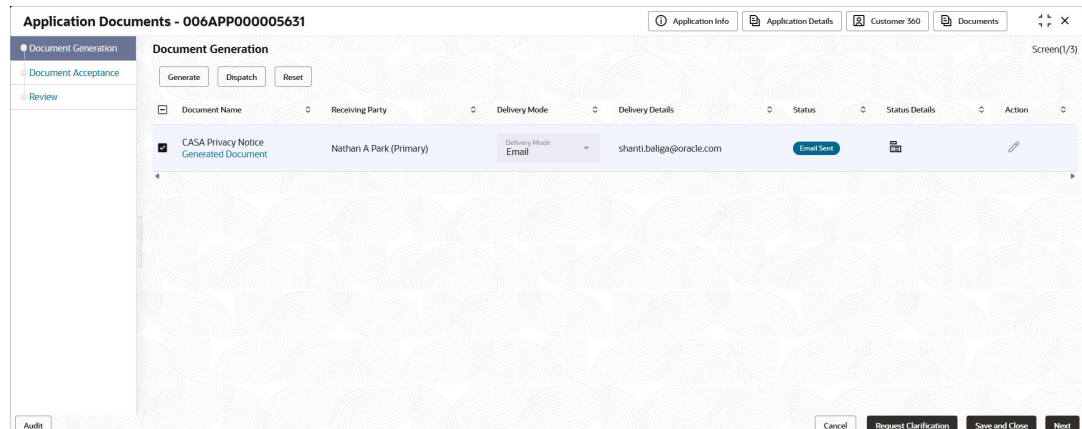 Application Documents - 006APP000005631
Application Info
Application Details
Customer 360
Documents
Document Generation
Document Acceptance
Review
Document Generation
Screen(1/3)
Generate
Dispatch
Reset
Document Name
Receiving Party
Delivery Mode
Delivery Details
Status
Status Details
Action
CASA Privacy Notice
Generated Document
Nathan A Park (Primary)
Delivery Mode
Email
shanti.baliga@oracle.com
Email Sent
Audit
Cancel
Request Clarification
Save and Close
Next